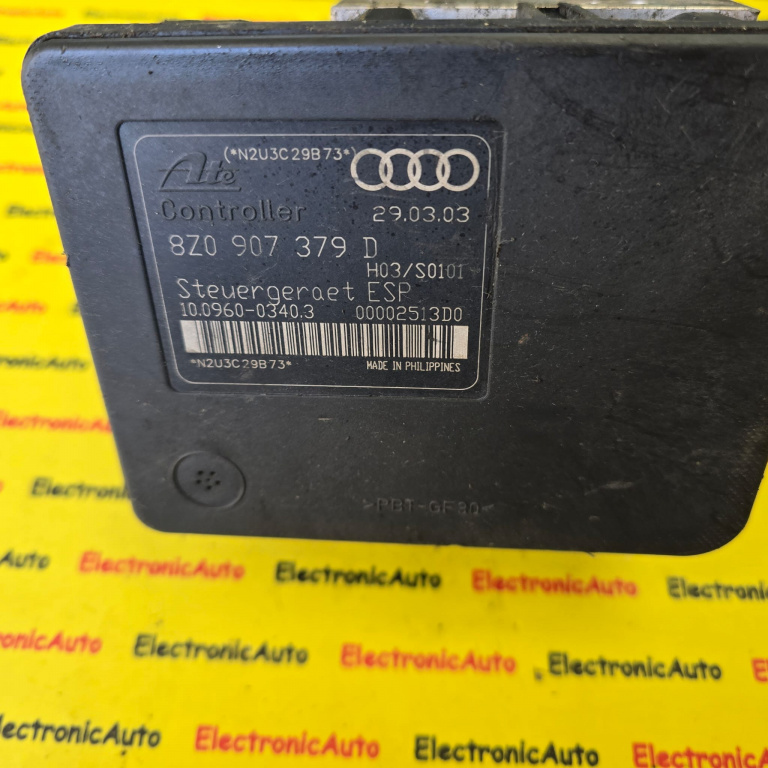 (*N2U3C29B73*)
Ate
Controller 29.03.03
8Z0 907 379 D
H03/S0101
Steuergeraet ESP
10.0960-0340.3 00002513D0
*N2U3C29B73* MADE IN PHILIPPINES
>PBT-GF30<
ElectronicAuto ElectronicAuto ElectronicAuto
ElectronicAuto ElectronicAuto ElectronicAuto
ElectronicAuto ElectronicAuto ElectronicAuto